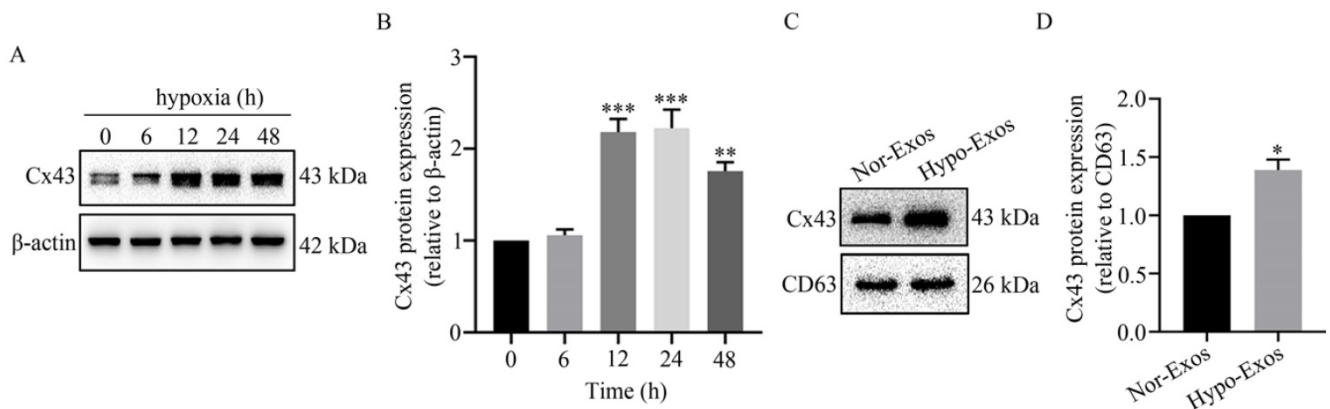 A
hypoxia (h)
0 6 12 24 48
Cx43 43 kDa
β-actin 42 kDa
B
Cx43 protein expression
(relative to β-actin)
3
2
1
0
*** *** **
0 6 12 24 48
Time (h)
C
Nor-Exos Hypo-Exos
Cx43 43 kDa
CD63 26 kDa
D
Cx43 protein expression
(relative to CD63)
2.0
1.5
1.0
0.5
0.0
*
Nor-Exos Hypo-Exos